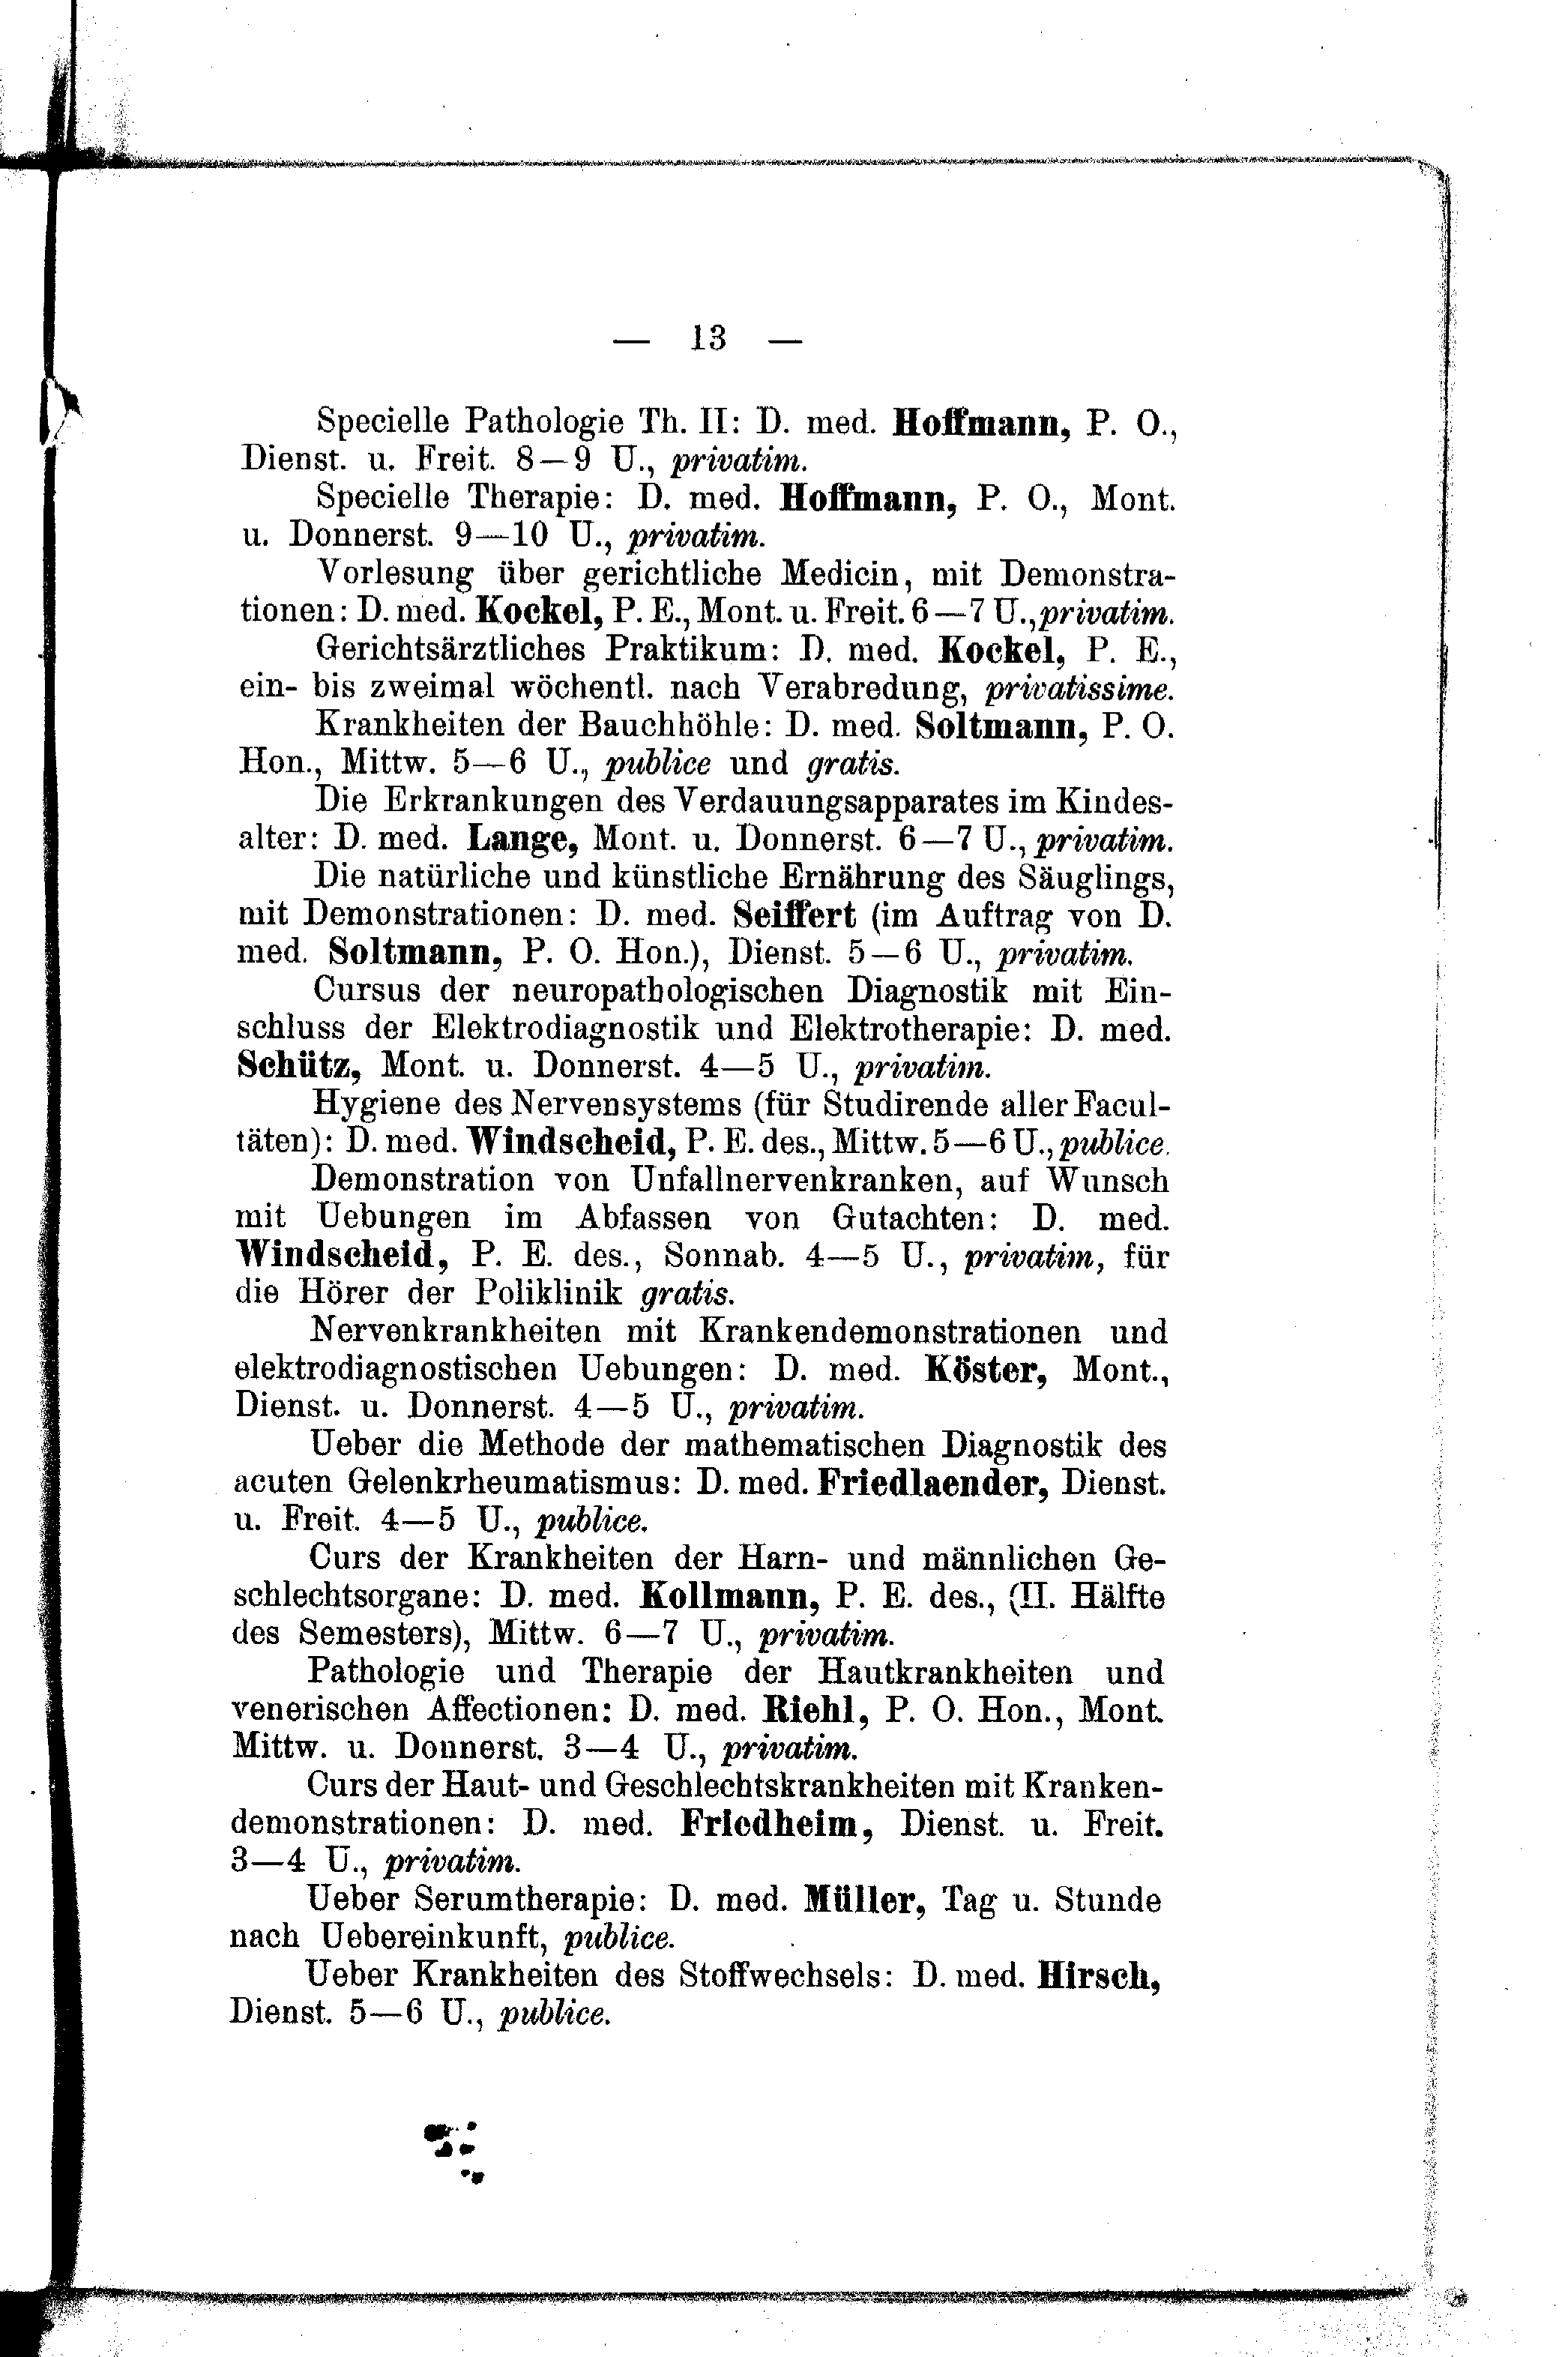 — 13 —
Specielle Pathologie Th. II: D. med. Hoffmann, P. O.,
Dienst. u. Freit. 8—9 U., privatim.
Specielle Therapie: D. med. Hoffmann, P. O., Mont.
u. Donnerst. 9—10 U., privatim.
Vorlesung über gerichtliche Medicin, mit Demonstra-
tionen: D. med. Kockel, P. E., Mont. u. Freit. 6—7 U., privatim.
Gerichtsärztliches Praktikum: D. med. Kockel, P. E.,
ein- bis zweimal wöchentl. nach Verabredung, privatissime.
Krankheiten der Bauchhöhle: D. med. Soltmann, P. O.
Hon., Mittw. 5—6 U., publice und gratis.
Die Erkrankungen des Verdauungsapparates im Kindes-
alter: D. med. Lange, Mont. u. Donnerst. 6—7 U., privatim.
Die natürliche und künstliche Ernährung des Säuglings,
mit Demonstrationen: D. med. Seiffert (im Auftrag von D.
med. Soltmann, P. O. Hon.), Dienst. 5—6 U., privatim.
Cursus der neuropathologischen Diagnostik mit Ein-
schluss der Elektrodiagnostik und Elektrotherapie: D. med.
Schütz, Mont. u. Donnerst. 4—5 U., privatim.
Hygiene des Nervensystems (für Studirende aller Facul-
täten): D. med. Windscheid, P. E. des., Mittw. 5—6 U., publice.
Demonstration von Unfallnervenkranken, auf Wunsch
mit Uebungen im Abfassen von Gutachten: D. med.
Windscheid, P. E. des., Sonnab. 4—5 U., privatim, für
die Hörer der Poliklinik gratis.
Nervenkrankheiten mit Krankendemonstrationen und
elektrodiagnostischen Uebungen: D. med. Köster, Mont.,
Dienst. u. Donnerst. 4—5 U., privatim.
Ueber die Methode der mathematischen Diagnostik des
acuten Gelenkrheumatismus: D. med. Friedlaender, Dienst.
u. Freit. 4—5 U., publice.
Curs der Krankheiten der Harn- und männlichen Ge-
schlechtsorgane: D. med. Kollmann, P. E. des., (II. Hälfte
des Semesters), Mittw. 6—7 U., privatim.
Pathologie und Therapie der Hautkrankheiten und
venerischen Affectionen: D. med. Riehl, P. O. Hon., Mont.
Mittw. u. Donnerst. 3—4 U., privatim.
Curs der Haut- und Geschlechtskrankheiten mit Kranken-
demonstrationen: D. med. Friedheim, Dienst. u. Freit.
3—4 U., privatim.
Ueber Serumtherapie: D. med. Müller, Tag u. Stunde
nach Uebereinkunft, publice.
Ueber Krankheiten des Stoffwechsels: D. med. Hirsch,
Dienst. 5—6 U., publice.